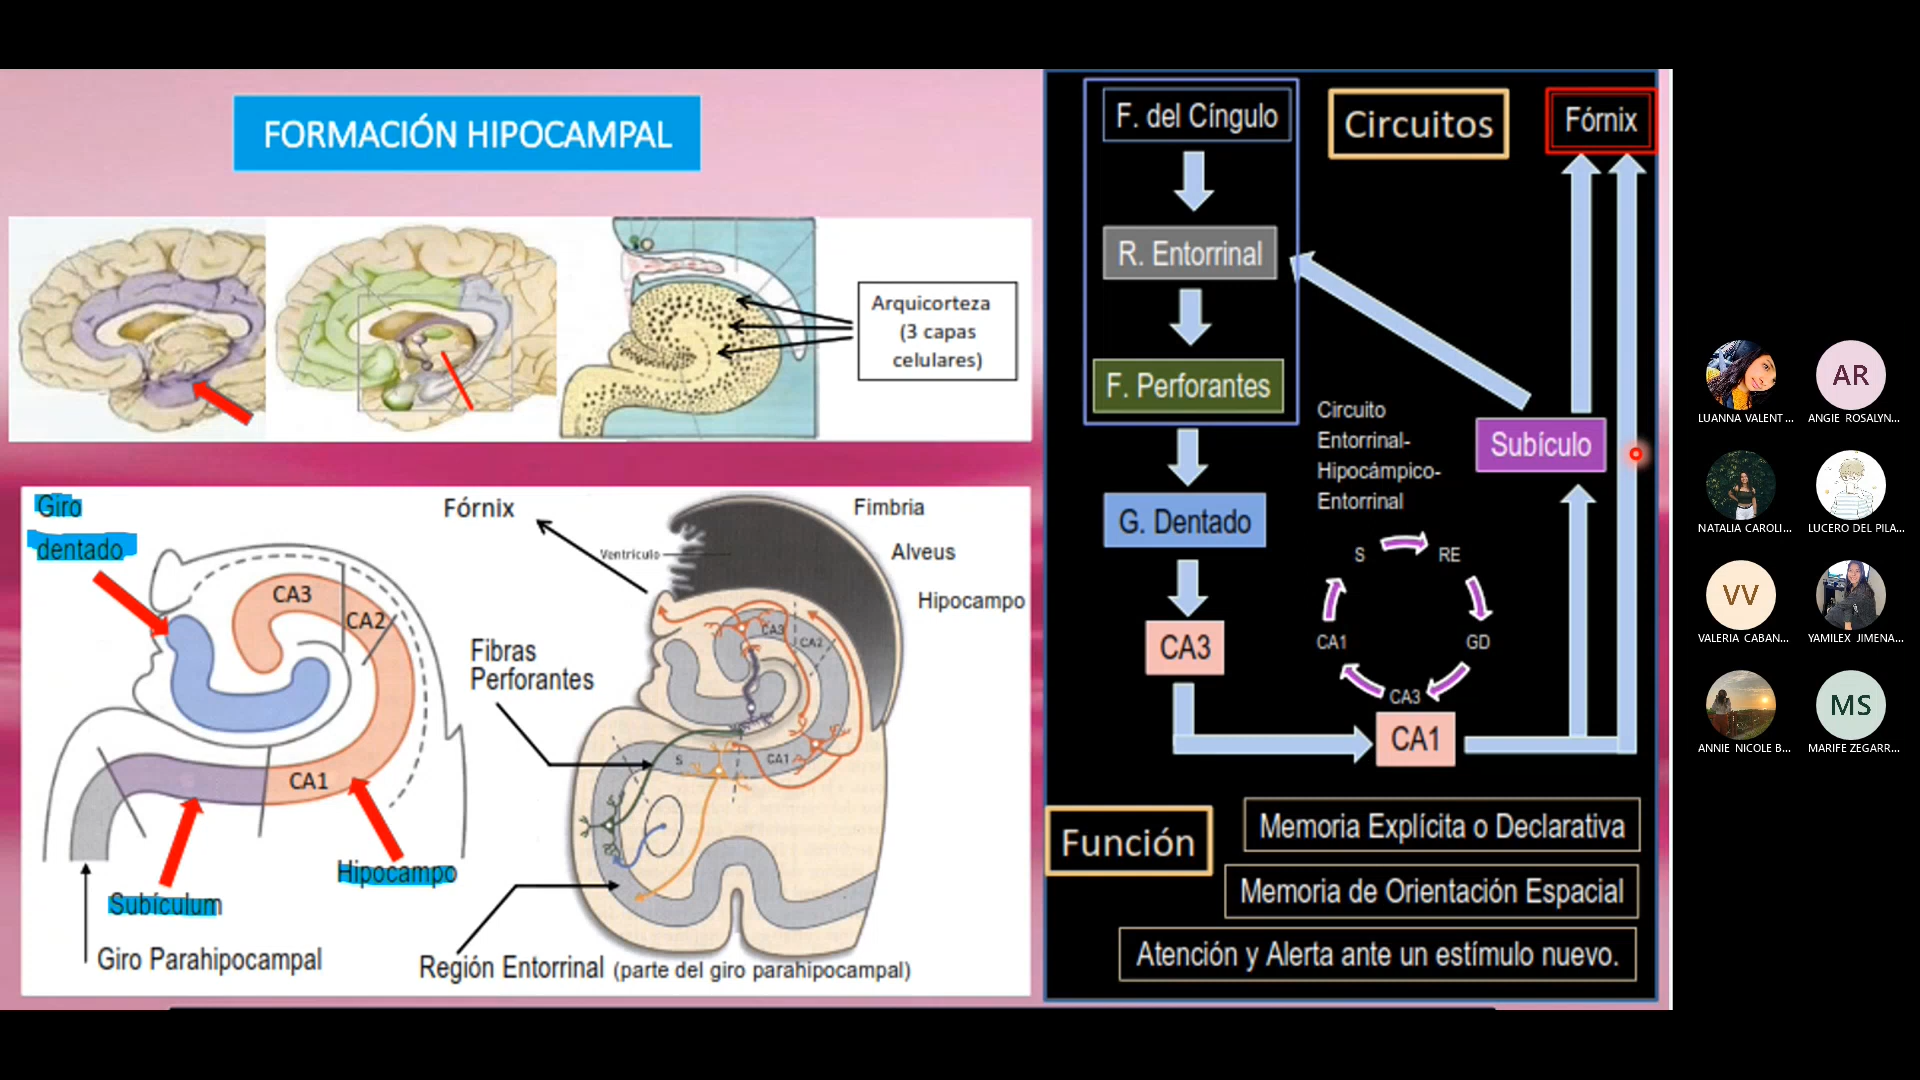 FORMACIÓN HIPOCAMPAL
Arquicorteza
(3 capas
celulares)
Giro
dentado
CA3
CA2
CA1
Hipocampo
Subículum
Giro Parahipocampal
Fórnix
Ventrículo
Fimbria
Alveus
Hipocampo
Fibras
Perforantes
CA3
CA2
CA1
S
Región Entorrinal (parte del giro parahipocampal)
F. del Cíngulo
Circuitos
Fórnix
R. Entorrinal
F. Perforantes
Subículo
Circuito
Entorrinal-
Hipocámpico-
Entorrinal
G. Dentado
S
RE
CA1
GD
CA3
CA3
CA1
Función
Memoria Explícita o Declarativa
Memoria de Orientación Espacial
Atención y Alerta ante un estímulo nuevo.
LUANNA VALENT...
AR
ANGIE ROSALYN...
NATALIA CAROLI...
LUCERO DEL PILA...
VV
VALERIA CABAN...
YAMILEX JIMENA...
ANNIE NICOLE B...
MS
MARIFE ZEGARR...